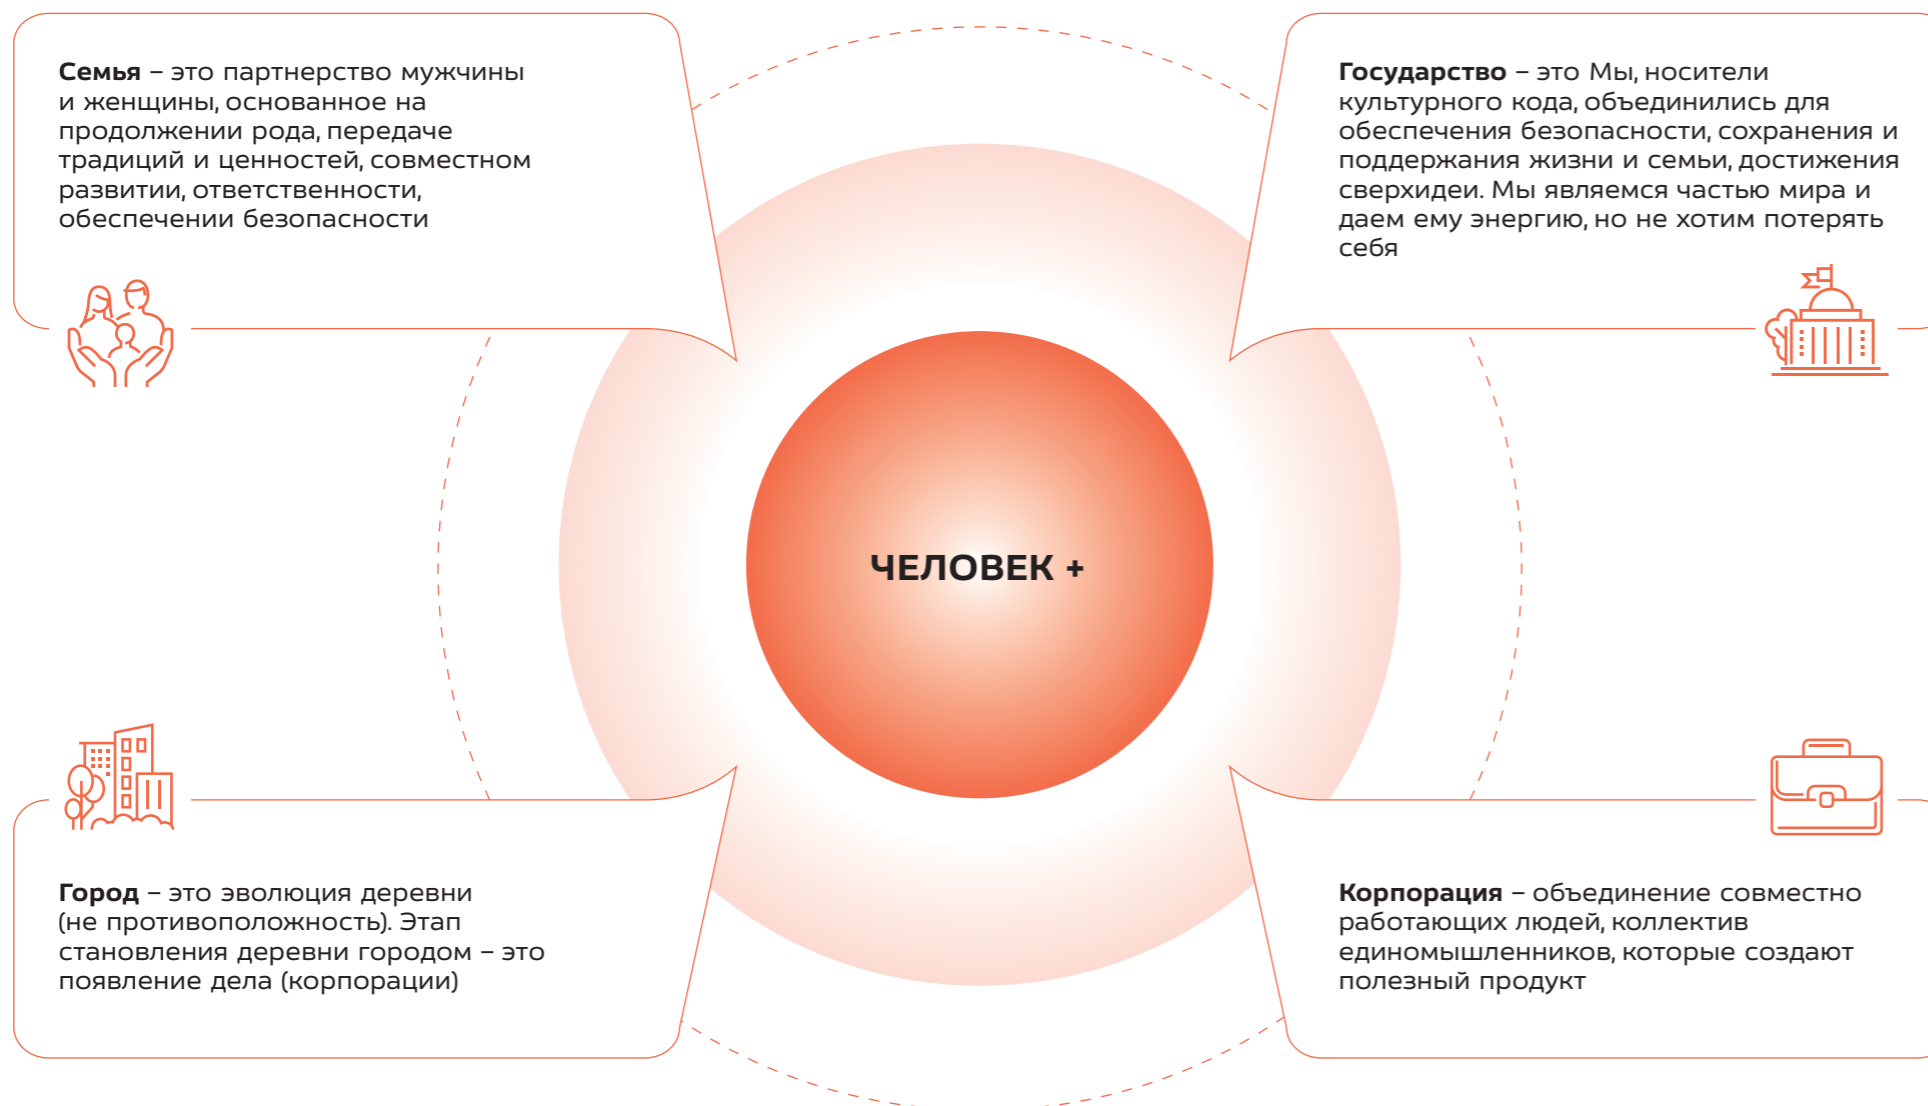 Семья – это партнерство мужчины
и женщины, основанное на
продолжении рода, передаче
традиций и ценностей, совместном
развитии, ответственности,
обеспечении безопасности
Государство – это Мы, носители
культурного кода, объединились для
обеспечения безопасности, сохранения и
поддержания жизни и семьи, достижения
сверхидеи. Мы являемся частью мира и
даем ему энергию, но не хотим потерять
себя
ЧЕЛОВЕК +
Город – это эволюция деревни
(не противоположность). Этап
становления деревни городом – это
появление дела (корпорации)
Корпорация – объединение совместно
работающих людей, коллектив
единомышленников, которые создают
полезный продукт